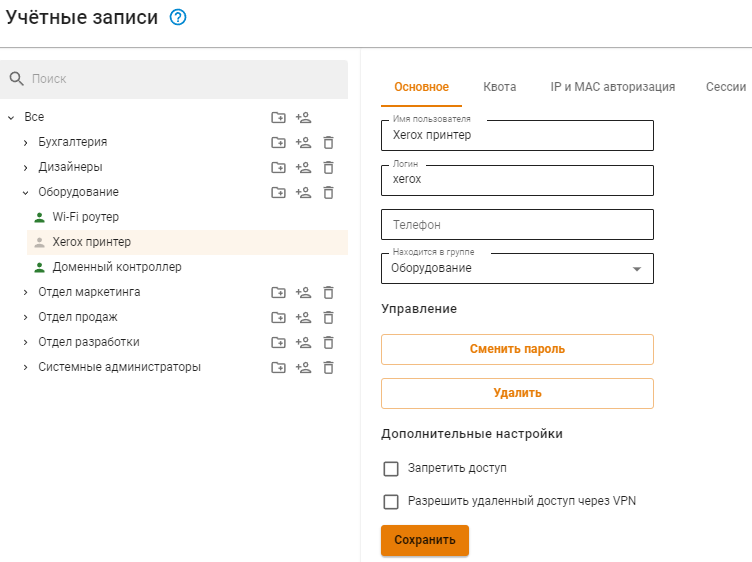 Учётные записи
Поиск
Все
Бухгалтерия
Дизайнеры
Оборудование
Wi-Fi роутер
Xerox принтер
Доменный контроллер
Отдел маркетинга
Отдел продаж
Отдел разработки
Системные администраторы
Основное Квота IP и MAC авторизация Сессии
Имя пользователя
Xerox принтер
Логин
xerox
Телефон
Находится в группе
Оборудование
Управление
Сменить пароль
Удалить
Дополнительные настройки
Запретить доступ
Разрешить удаленный доступ через VPN
Сохранить